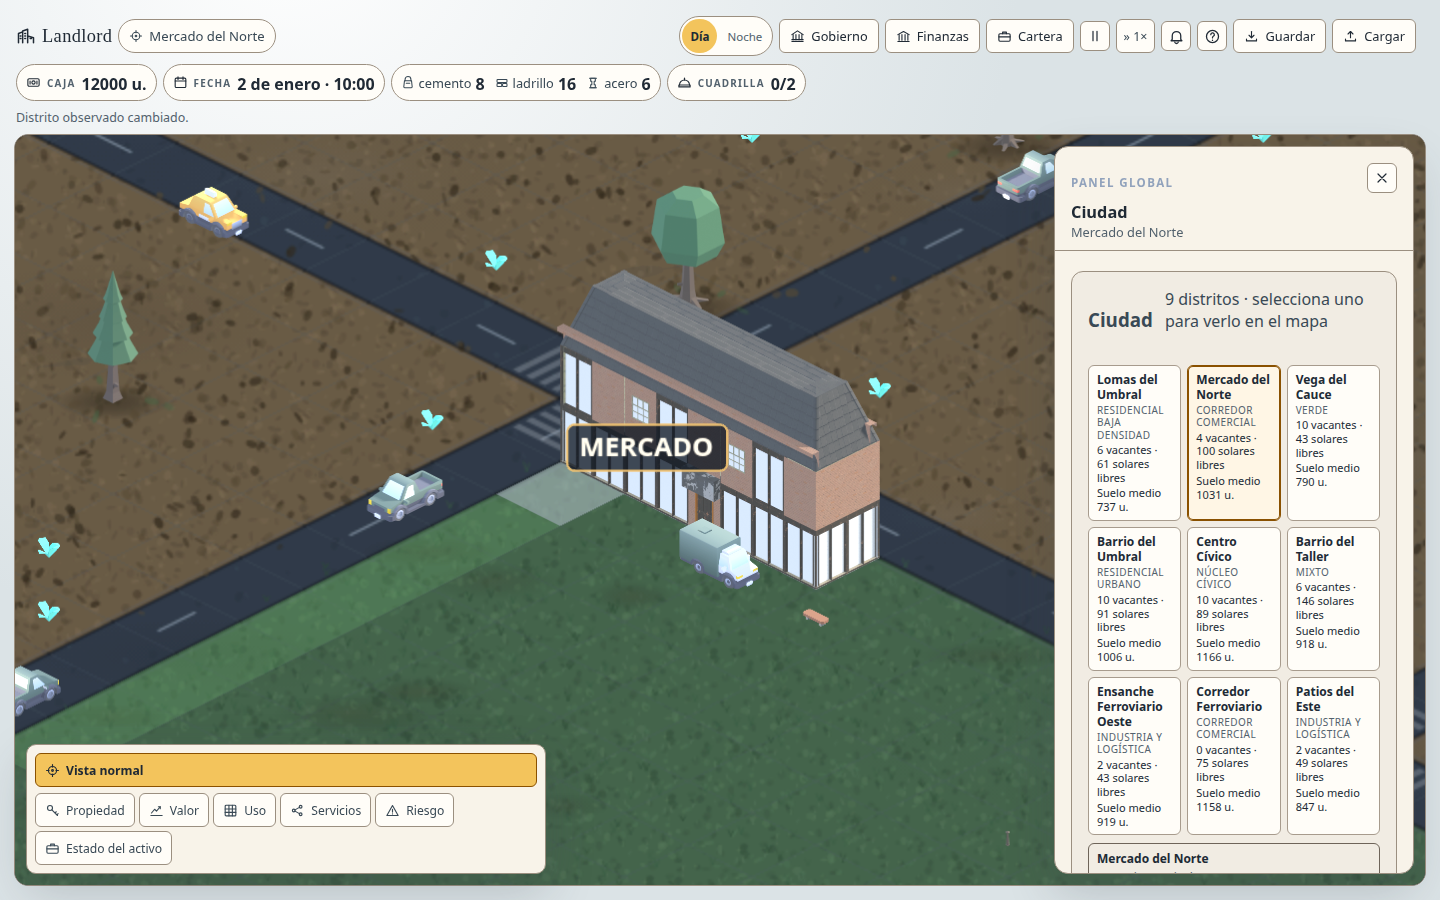 Landlord
Mercado del Norte
Día
Noche
Gobierno
Finanzas
Cartera
» 1×
Guardar
Cargar
CAJA 12000 u.
FECHA 2 de enero · 10:00
cemento 8 ladrillo 16 acero 6
CUADRILLA 0/2
Distrito observado cambiado.
MERCADO
PANEL GLOBAL
Ciudad
Mercado del Norte
Ciudad
9 distritos · selecciona uno
para verlo en el mapa
Lomas del
Umbral
RESIDENCIAL
BAJA
DENSIDAD
6 vacantes ·
61 solares
libres
Suelo medio
737 u.
Mercado del
Norte
CORREDOR
COMERCIAL
4 vacantes ·
100 solares
libres
Suelo medio
1031 u.
Vega del
Cauce
VERDE
10 vacantes ·
43 solares
libres
Suelo medio
790 u.
Barrio del
Umbral
RESIDENCIAL
URBANO
10 vacantes ·
91 solares
libres
Suelo medio
1006 u.
Centro
Cívico
NÚCLEO
CÍVICO
10 vacantes ·
89 solares
libres
Suelo medio
1166 u.
Barrio del
Taller
MIXTO
6 vacantes ·
146 solares
libres
Suelo medio
918 u.
Ensanche
Ferroviario
Oeste
INDUSTRIA Y
LOGÍSTICA
2 vacantes ·
43 solares
libres
Suelo medio
919 u.
Corredor
Ferroviario
CORREDOR
COMERCIAL
0 vacantes ·
75 solares
libres
Suelo medio
1158 u.
Patios del
Este
INDUSTRIA Y
LOGÍSTICA
2 vacantes ·
49 solares
libres
Suelo medio
847 u.
Mercado del Norte
Vista normal
Propiedad
Valor
Uso
Servicios
Riesgo
Estado del activo